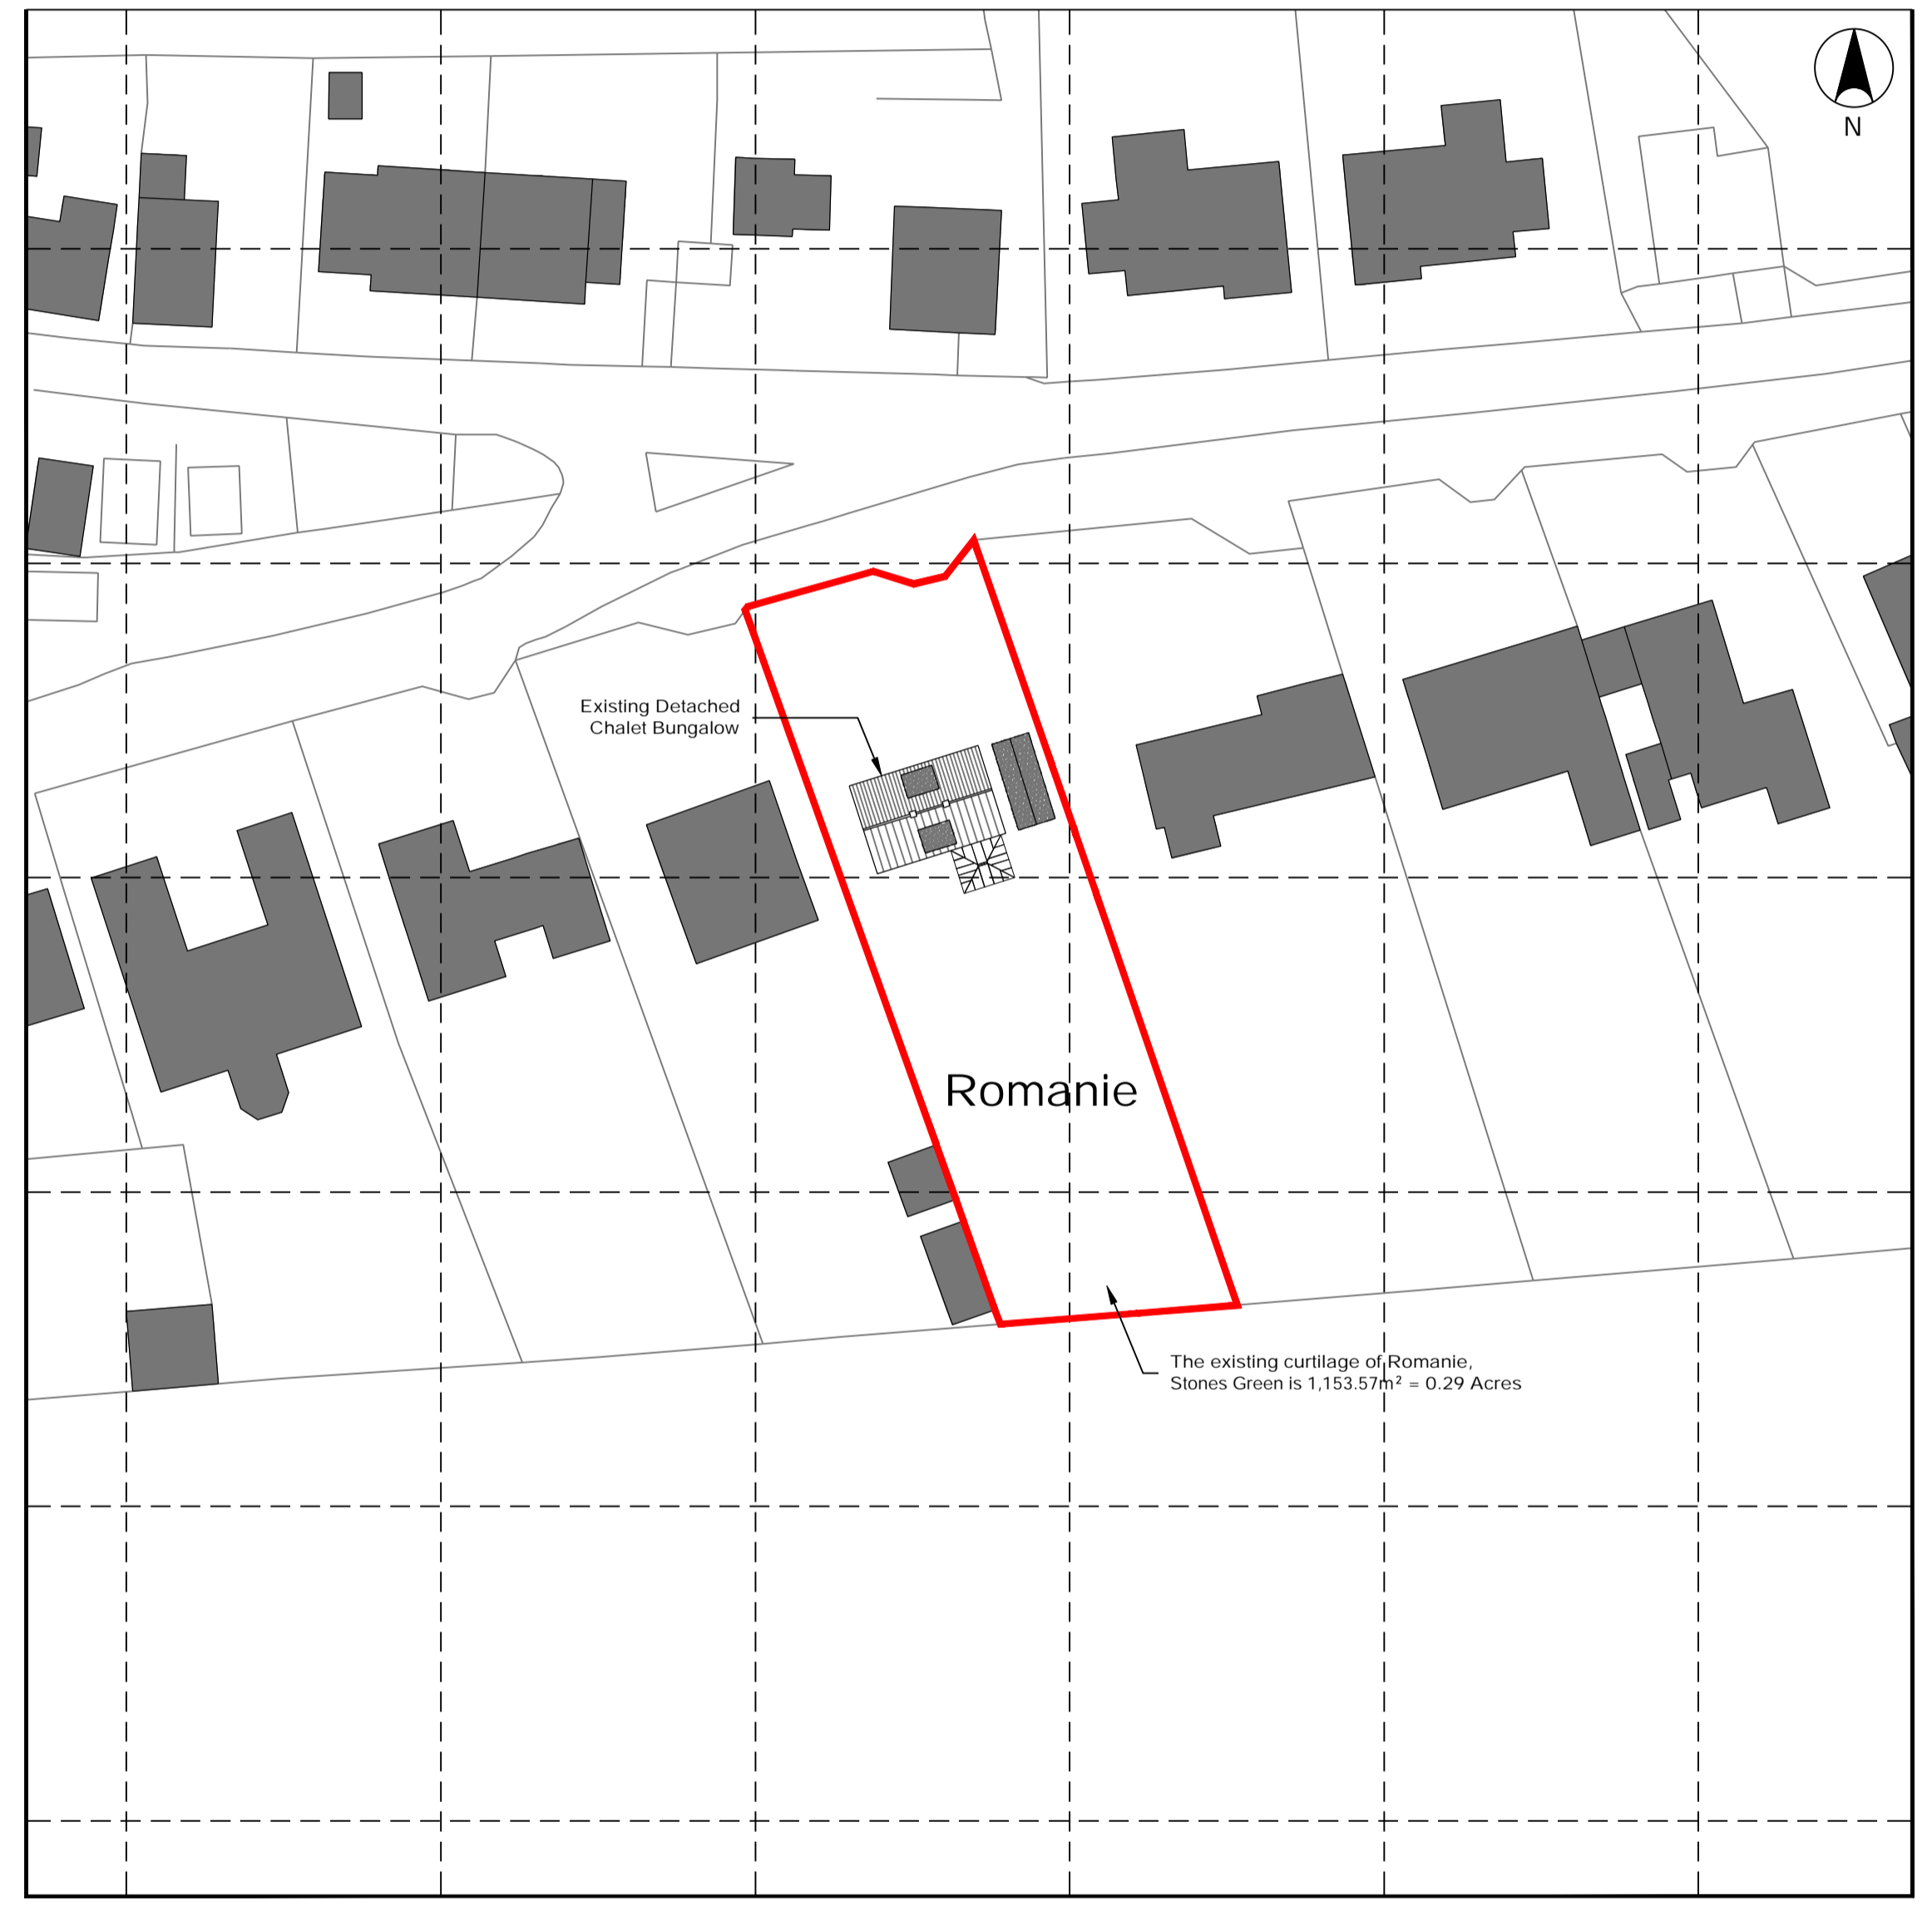 N
Existing Detached
Chalet Bungalow
Romanie
The existing curtilage of Romanie,
Stones Green is 1,153.57m² = 0.29 Acres